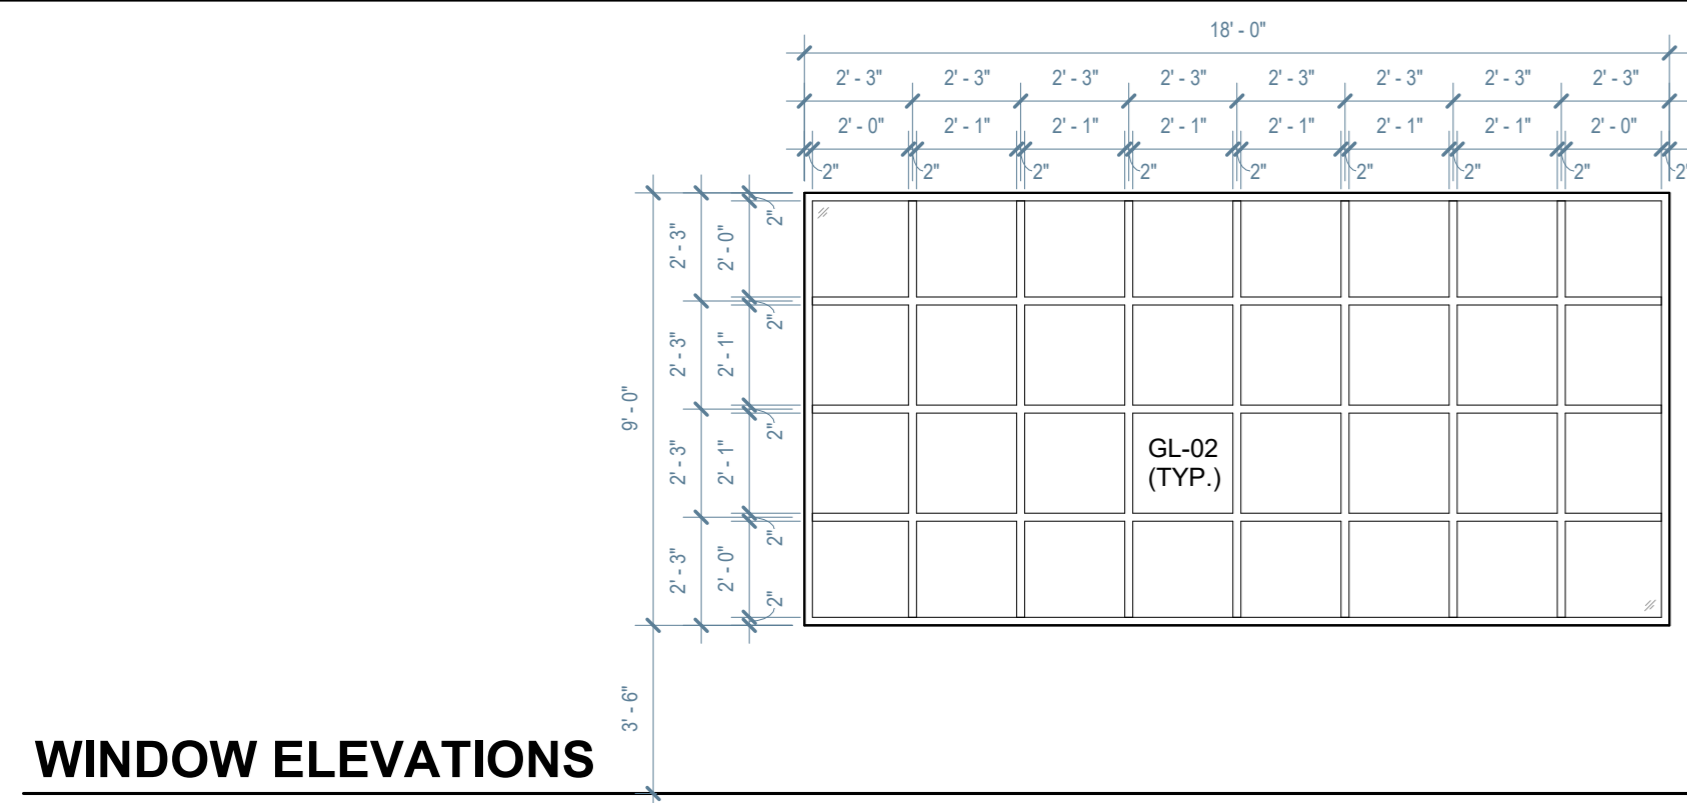 18' - 0"
2' - 3" 2' - 3" 2' - 3" 2' - 3" 2' - 3" 2' - 3" 2' - 3" 2' - 3"
2' - 0" 2' - 1" 2' - 1" 2' - 1" 2' - 1" 2' - 1" 2' - 1" 2' - 0"
2" 2" 2" 2" 2" 2" 2" 2" 2"
9' - 0"
2' - 3" 2' - 3" 2' - 3" 2' - 3"
2' - 0" 2' - 1" 2' - 1" 2' - 0"
2" 2" 2" 2" 2"
GL-02
(TYP.)
3' - 6"
WINDOW ELEVATIONS